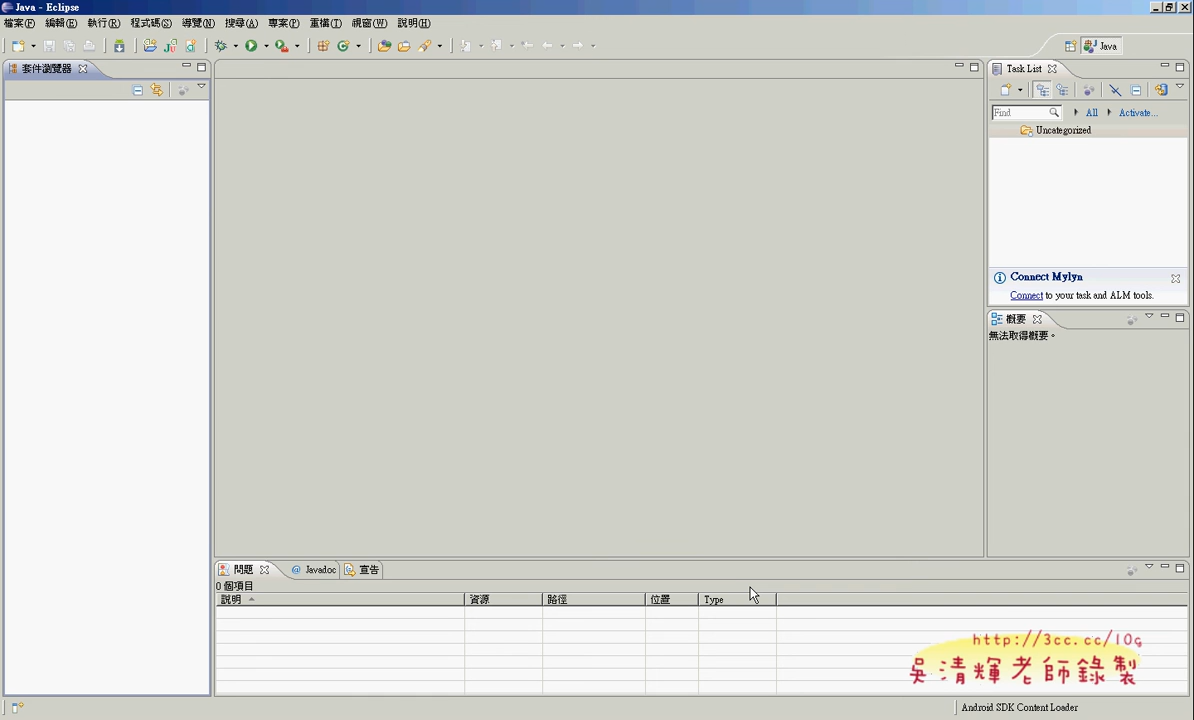 Java - Eclipse
檔案(F) 編輯(E) 執行(R) 程式碼(S) 導覽(N) 搜尋(A) 專案(P) 重構(T) 視窗(W) 說明(H)
Java
套件瀏覽器
Task List
Find
All
Activate...
Uncategorized
Connect Mylyn
Connect to your task and ALM tools.
概要
無法取得概要。
問題 @ Javadoc 宣告
0 個項目
說明 資源 路徑 位置 Type
http://3cc.cc/10g
吳清輝老師錄製
Android SDK Content Loader